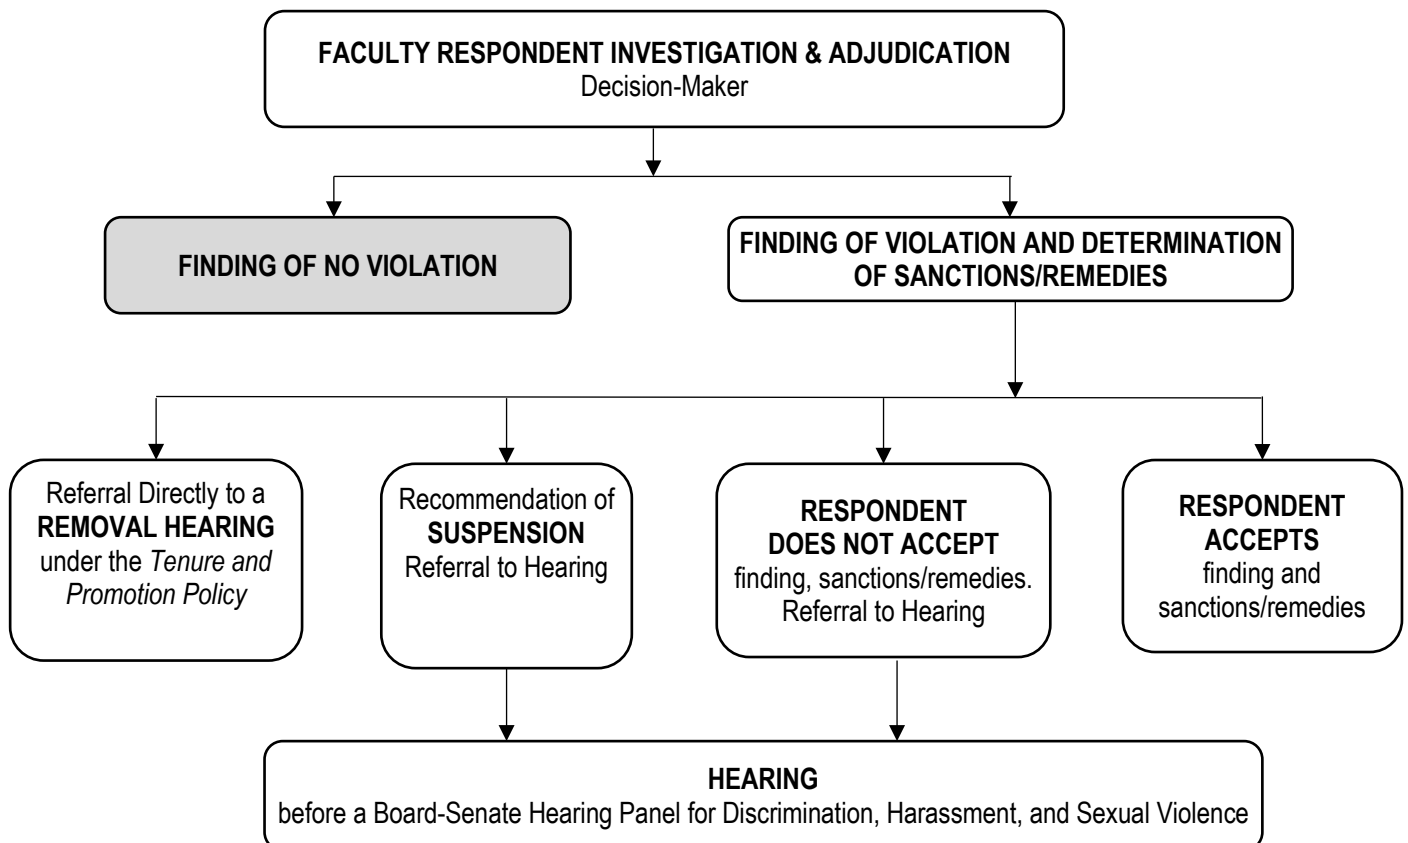 FACULTY RESPONDENT INVESTIGATION & ADJUDICATION
Decision-Maker
FINDING OF NO VIOLATION
FINDING OF VIOLATION AND DETERMINATION
OF SANCTIONS/REMEDIES
Referral Directly to a
REMOVAL HEARING
under the Tenure and
Promotion Policy
Recommendation of
SUSPENSION
Referral to Hearing
RESPONDENT
DOES NOT ACCEPT
finding, sanctions/remedies.
Referral to Hearing
RESPONDENT
ACCEPTS
finding and
sanctions/remedies
HEARING
before a Board-Senate Hearing Panel for Discrimination, Harassment, and Sexual Violence